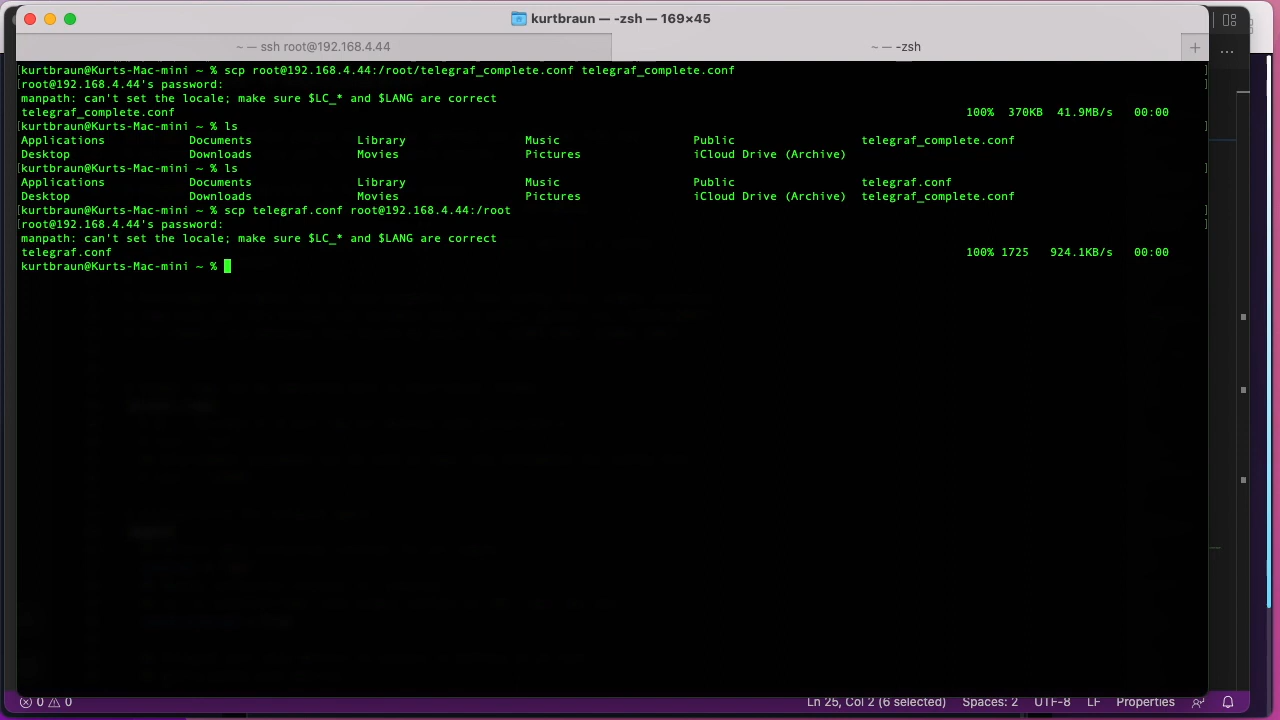 kurtbraun — -zsh — 169×45
~ — ssh root@192.168.4.44
~ — -zsh
+
[kurtbraun@Kurts-Mac-mini ~ % scp root@192.168.4.44:/root/telegraf_complete.conf telegraf_complete.conf ]
[root@192.168.4.44's password: ]
manpath: can't set the locale; make sure $LC_* and $LANG are correct
telegraf_complete.conf 100% 370KB 41.9MB/s 00:00
[kurtbraun@Kurts-Mac-mini ~ % ls ]
Applications Documents Library Music Public telegraf_complete.conf
Desktop Downloads Movies Pictures iCloud Drive (Archive)
[kurtbraun@Kurts-Mac-mini ~ % ls ]
Applications Documents Library Music Public telegraf.conf
Desktop Downloads Movies Pictures iCloud Drive (Archive) telegraf_complete.conf
[kurtbraun@Kurts-Mac-mini ~ % scp telegraf.conf root@192.168.4.44:/root ]
[root@192.168.4.44's password: ]
manpath: can't set the locale; make sure $LC_* and $LANG are correct
telegraf.conf 100% 1725 924.1KB/s 00:00
kurtbraun@Kurts-Mac-mini ~ %
0 0 Ln 25, Col 2 (6 selected) Spaces: 2 UTF-8 LF Properties